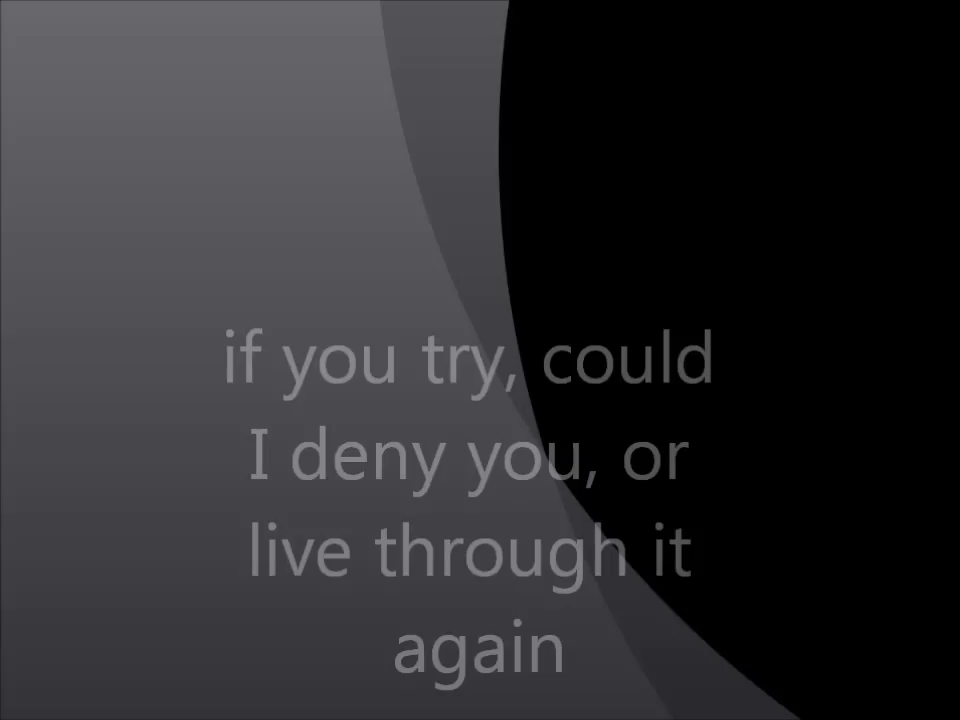 if you try, could
I deny you, or
live through it
again